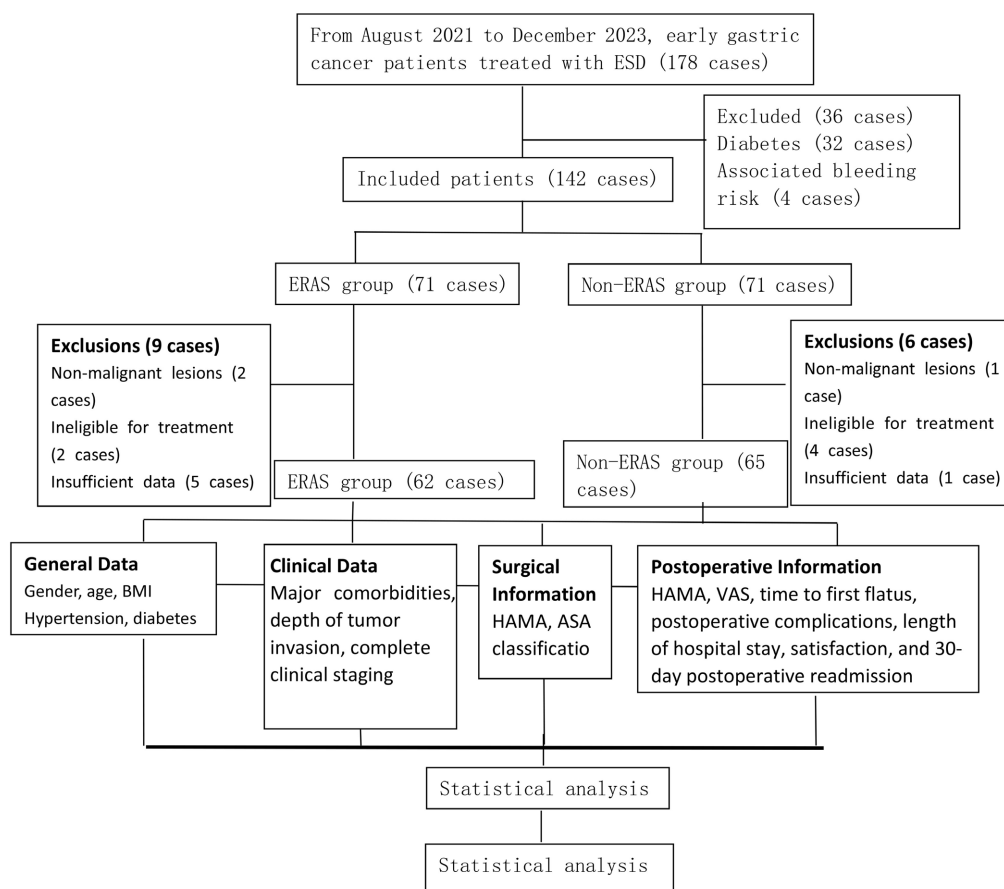 From August 2021 to December 2023, early gastric
cancer patients treated with ESD (178 cases)
Excluded (36 cases)
Diabetes (32 cases)
Associated bleeding
risk (4 cases)
Included patients (142 cases)
ERAS group (71 cases)
Non-ERAS group (71 cases)
Exclusions (9 cases)
Non-malignant lesions (2
cases)
Ineligible for treatment
(2 cases)
Insufficient data (5 cases)
Exclusions (6 cases)
Non-malignant lesions (1
case)
Ineligible for treatment
(4 cases)
Insufficient data (1 case)
ERAS group (62 cases)
Non-ERAS group (65
cases)
General Data
Gender, age, BMI
Hypertension, diabetes
Clinical Data
Major comorbidities,
depth of tumor
invasion, complete
clinical staging
Surgical
Information
HAMA, ASA
classificatio
Postoperative Information
HAMA, VAS, time to first flatus,
postoperative complications, length
of hospital stay, satisfaction, and 30-
day postoperative readmission
Statistical analysis
Statistical analysis